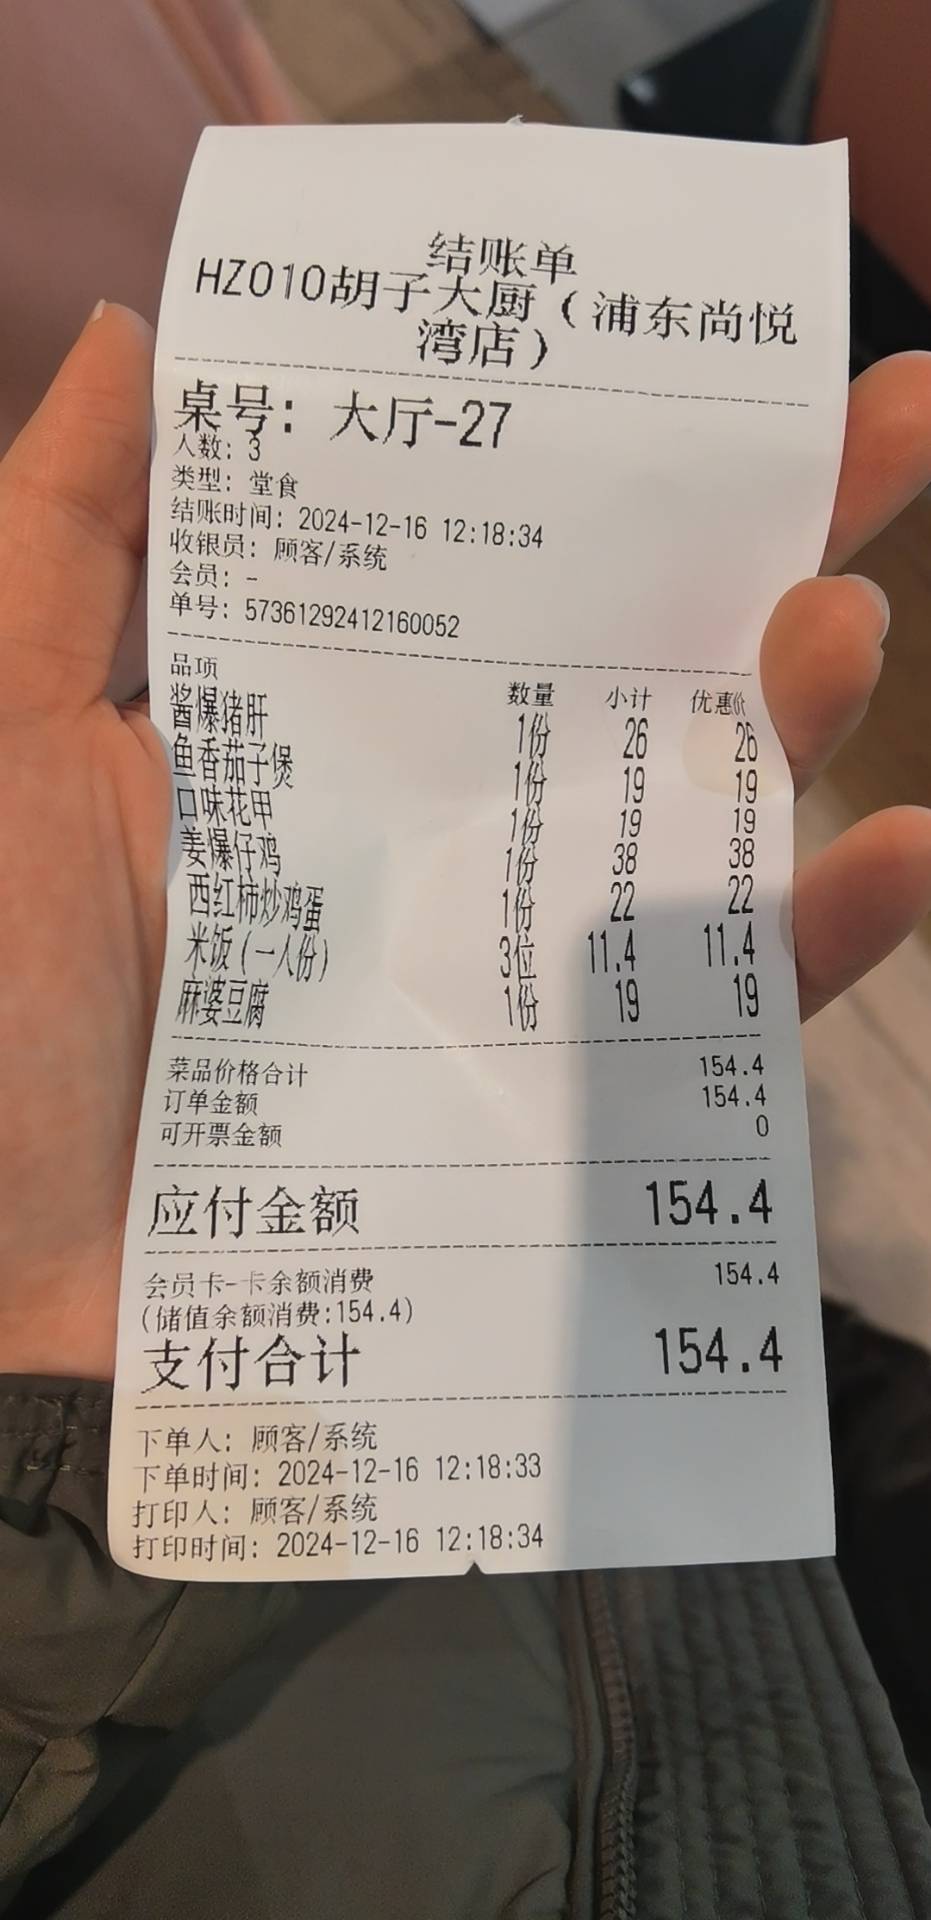 结账单
HZ010胡子大厨(浦东尚悦
湾店)
桌号: 大厅-27
人数: 3
类型: 堂食
结账时间: 2024-12-16 12:18:34
收银员: 顾客/系统
会员: -
单号: 57361292412160052
品项 数量 小计 优惠价
酱爆猪肝 1份 26 26
鱼香茄子煲 1份 19 19
口味花甲 1份 19 19
姜爆仔鸡 1份 38 38
西红柿炒鸡蛋 1份 22 22
米饭(一人份) 3位 11.4 11.4
麻婆豆腐 1份 19 19
菜品价格合计 154.4
订单金额 154.4
可开票金额 0
应付金额 154.4
会员卡-卡余额消费 154.4
(储值余额消费:154.4)
支付合计 154.4
下单人: 顾客/系统
下单时间: 2024-12-16 12:18:33
打印人: 顾客/系统
打印时间: 2024-12-16 12:18:34